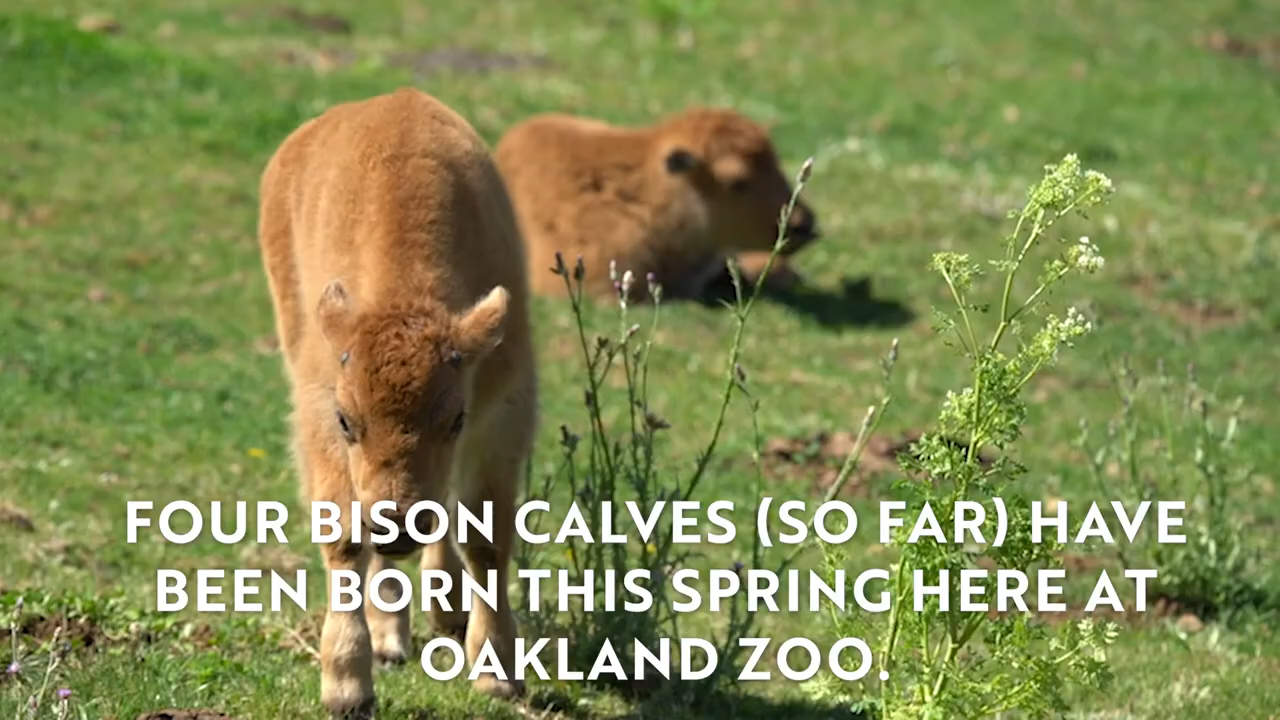 FOUR BISON CALVES (SO FAR) HAVE
BEEN BORN THIS SPRING HERE AT
OAKLAND ZOO.